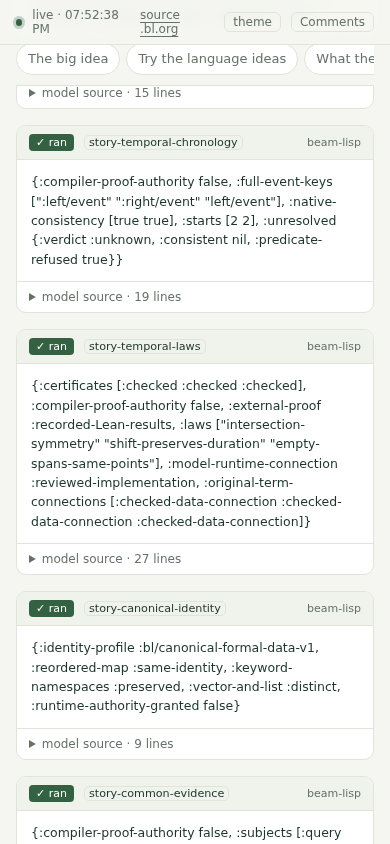 live · 07:52:38 PM
source .bl.org
theme
Comments
The big idea
Try the language ideas
What the
▶ model source · 15 lines
✓ ran
story-temporal-chronology
beam-lisp
{:compiler-proof-authority false, :full-event-keys
[":left/event" ":right/event" "left/event"], :native-
consistency [true true], :starts [2 2], :unresolved
{:verdict :unknown, :consistent nil, :predicate-
refused true}}
▶ model source · 19 lines
✓ ran
story-temporal-laws
beam-lisp
{:certificates [:checked :checked :checked],
:compiler-proof-authority false, :external-proof
:recorded-Lean-results, :laws ["intersection-
symmetry" "shift-preserves-duration" "empty-
spans-same-points"], :model-runtime-connection
:reviewed-implementation, :original-term-
connections [:checked-data-connection :checked-
data-connection :checked-data-connection]}
▶ model source · 27 lines
✓ ran
story-canonical-identity
beam-lisp
{:identity-profile :bl/canonical-formal-data-v1,
:reordered-map :same-identity, :keyword-
namespaces :preserved, :vector-and-list :distinct,
:runtime-authority-granted false}
▶ model source · 9 lines
✓ ran
story-common-evidence
beam-lisp
{:compiler-proof-authority false, :subjects [:query